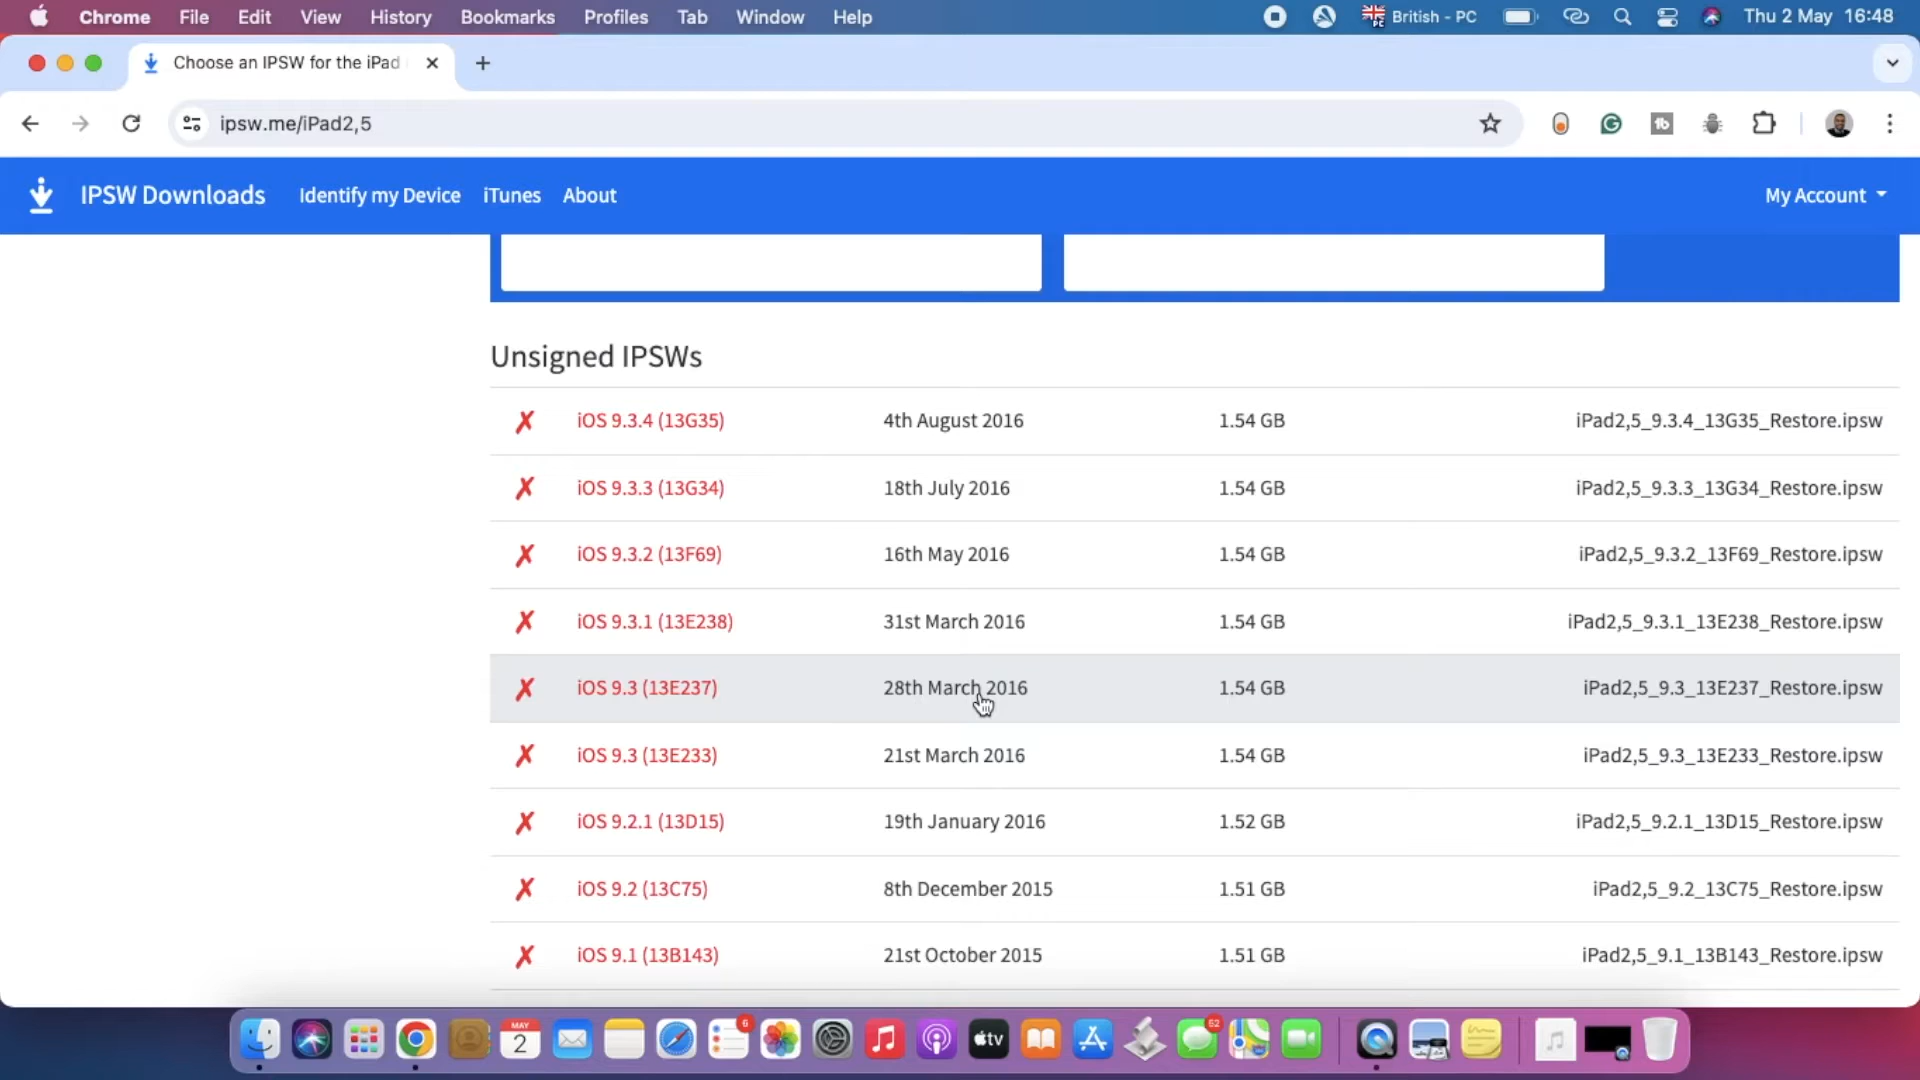 Chrome File Edit View History Bookmarks Profiles Tab Window Help British - PC Thu 2 May 16:48
Choose an IPSW for the iPad
ipsw.me/iPad2,5
IPSW Downloads Identify my Device iTunes About My Account
Unsigned IPSWs
✗ iOS 9.3.4 (13G35) 4th August 2016 1.54 GB iPad2,5_9.3.4_13G35_Restore.ipsw
✗ iOS 9.3.3 (13G34) 18th July 2016 1.54 GB iPad2,5_9.3.3_13G34_Restore.ipsw
✗ iOS 9.3.2 (13F69) 16th May 2016 1.54 GB iPad2,5_9.3.2_13F69_Restore.ipsw
✗ iOS 9.3.1 (13E238) 31st March 2016 1.54 GB iPad2,5_9.3.1_13E238_Restore.ipsw
✗ iOS 9.3 (13E237) 28th March 2016 1.54 GB iPad2,5_9.3_13E237_Restore.ipsw
✗ iOS 9.3 (13E233) 21st March 2016 1.54 GB iPad2,5_9.3_13E233_Restore.ipsw
✗ iOS 9.2.1 (13D15) 19th January 2016 1.52 GB iPad2,5_9.2.1_13D15_Restore.ipsw
✗ iOS 9.2 (13C75) 8th December 2015 1.51 GB iPad2,5_9.2_13C75_Restore.ipsw
✗ iOS 9.1 (13B143) 21st October 2015 1.51 GB iPad2,5_9.1_13B143_Restore.ipsw
MAY 2 6 tv 52